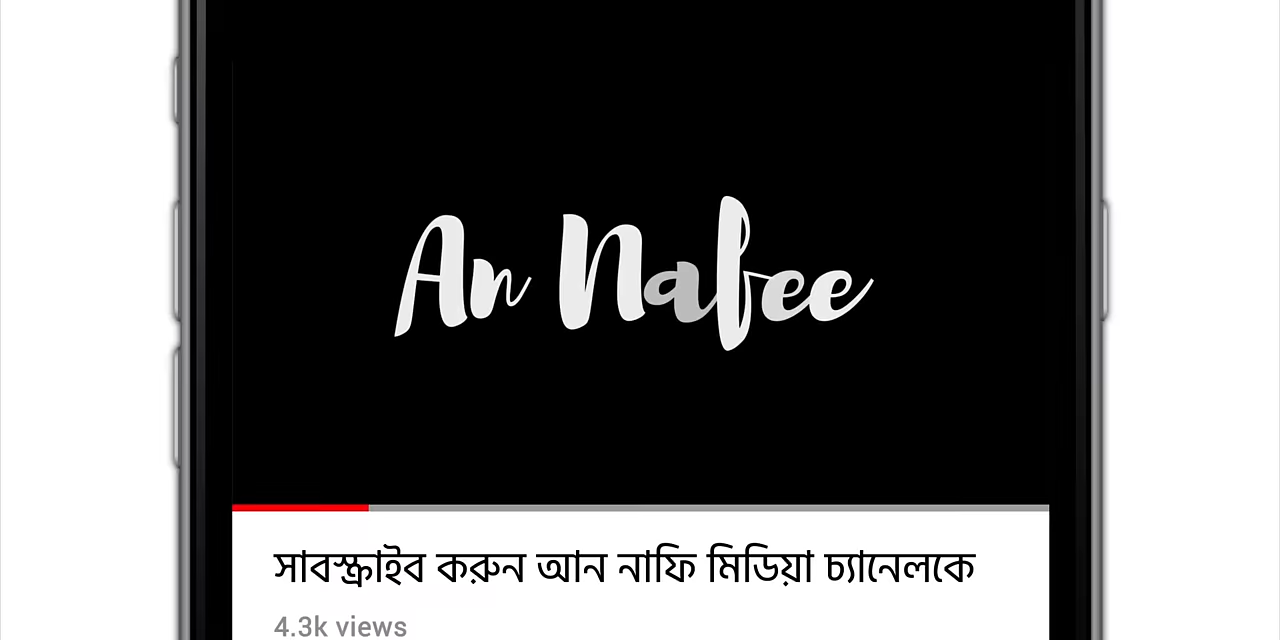 An Nafee
সাবস্ক্রাইব করুন আন নাফি মিডিয়া চ্যানেলকে
4.3k views